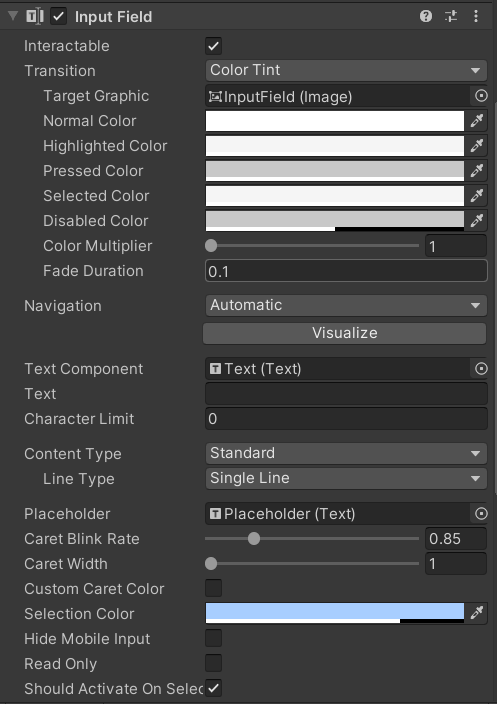 Input Field
Interactable
Transition Color Tint
Target Graphic InputField (Image)
Normal Color
Highlighted Color
Pressed Color
Selected Color
Disabled Color
Color Multiplier 1
Fade Duration 0.1
Navigation Automatic
Visualize
Text Component Text (Text)
Text
Character Limit 0
Content Type Standard
Line Type Single Line
Placeholder Placeholder (Text)
Caret Blink Rate 0.85
Caret Width 1
Custom Caret Color
Selection Color
Hide Mobile Input
Read Only
Should Activate On Selec